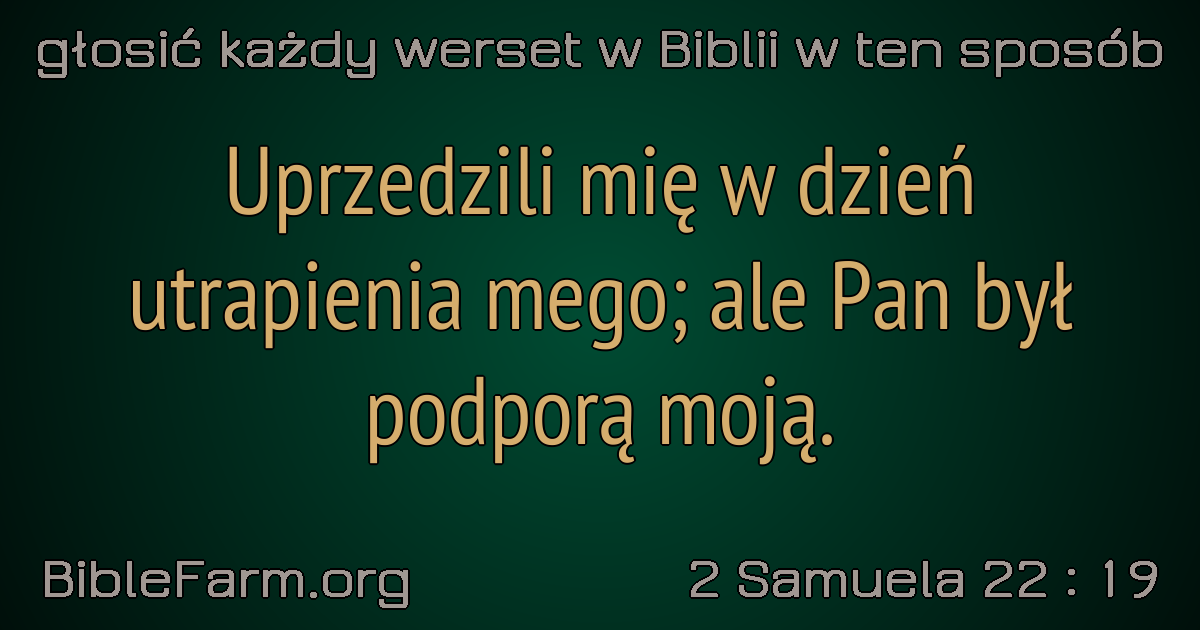 głosić każdy werset w Biblii w ten sposób
Uprzedzili mię w dzień
utrapienia mego; ale Pan był
podporą moją.
BibleFarm.org
2 Samuela 22 : 19